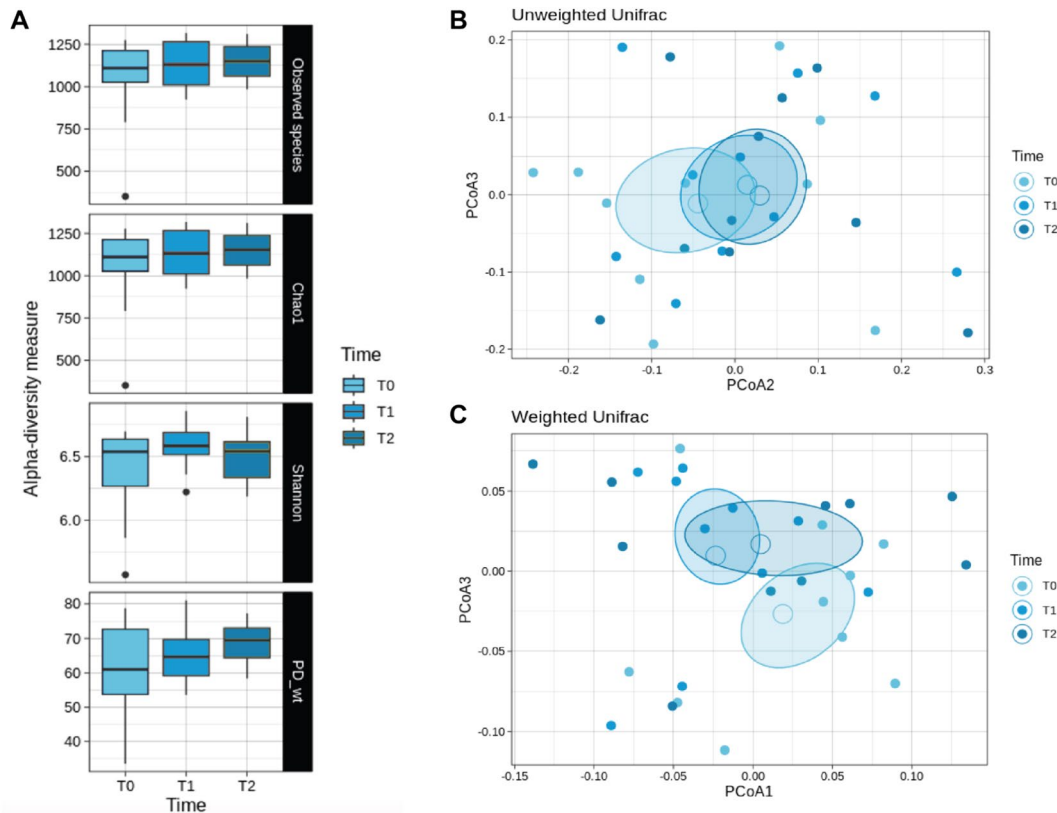 A
Alpha-diversity measure
1250
1000
750
500
Observed species
1250
1000
750
500
Chao1
6.5
6.0
Shannon
80
70
60
50
40
PD_wt
T0
T1
T2
Time
Time
T0
T1
T2
B
Unweighted Unifrac
PCoA3
0.2
0.1
0.0
-0.1
-0.2
-0.2
-0.1
0.0
0.1
0.2
0.3
PCoA2
Time
T0
T1
T2
C
Weighted Unifrac
PCoA3
0.05
0.00
-0.05
-0.10
-0.15
-0.10
-0.05
0.00
0.05
0.10
PCoA1
Time
T0
T1
T2